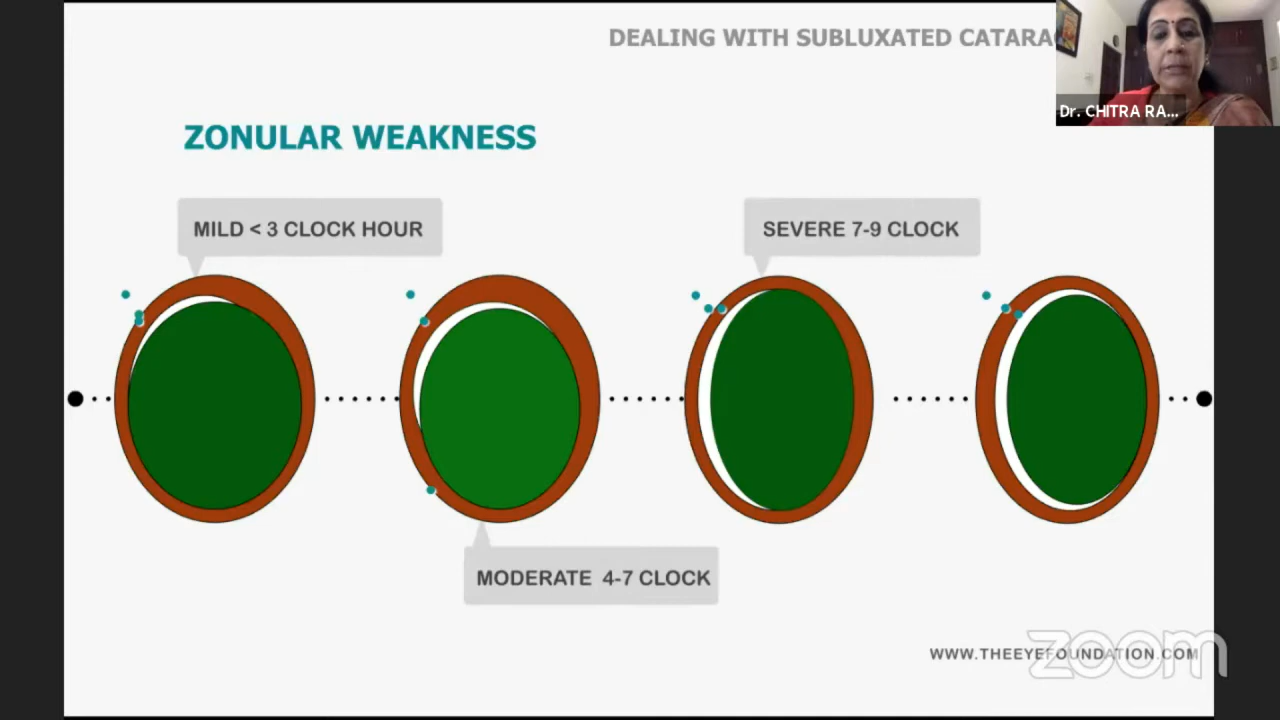 DEALING WITH SUBLUXATED CATARA
Dr. CHITRA RA...
ZONULAR WEAKNESS
MILD < 3 CLOCK HOUR
SEVERE 7-9 CLOCK
MODERATE 4-7 CLOCK
WWW.THEEYEFOUNDATION.COM
zoom